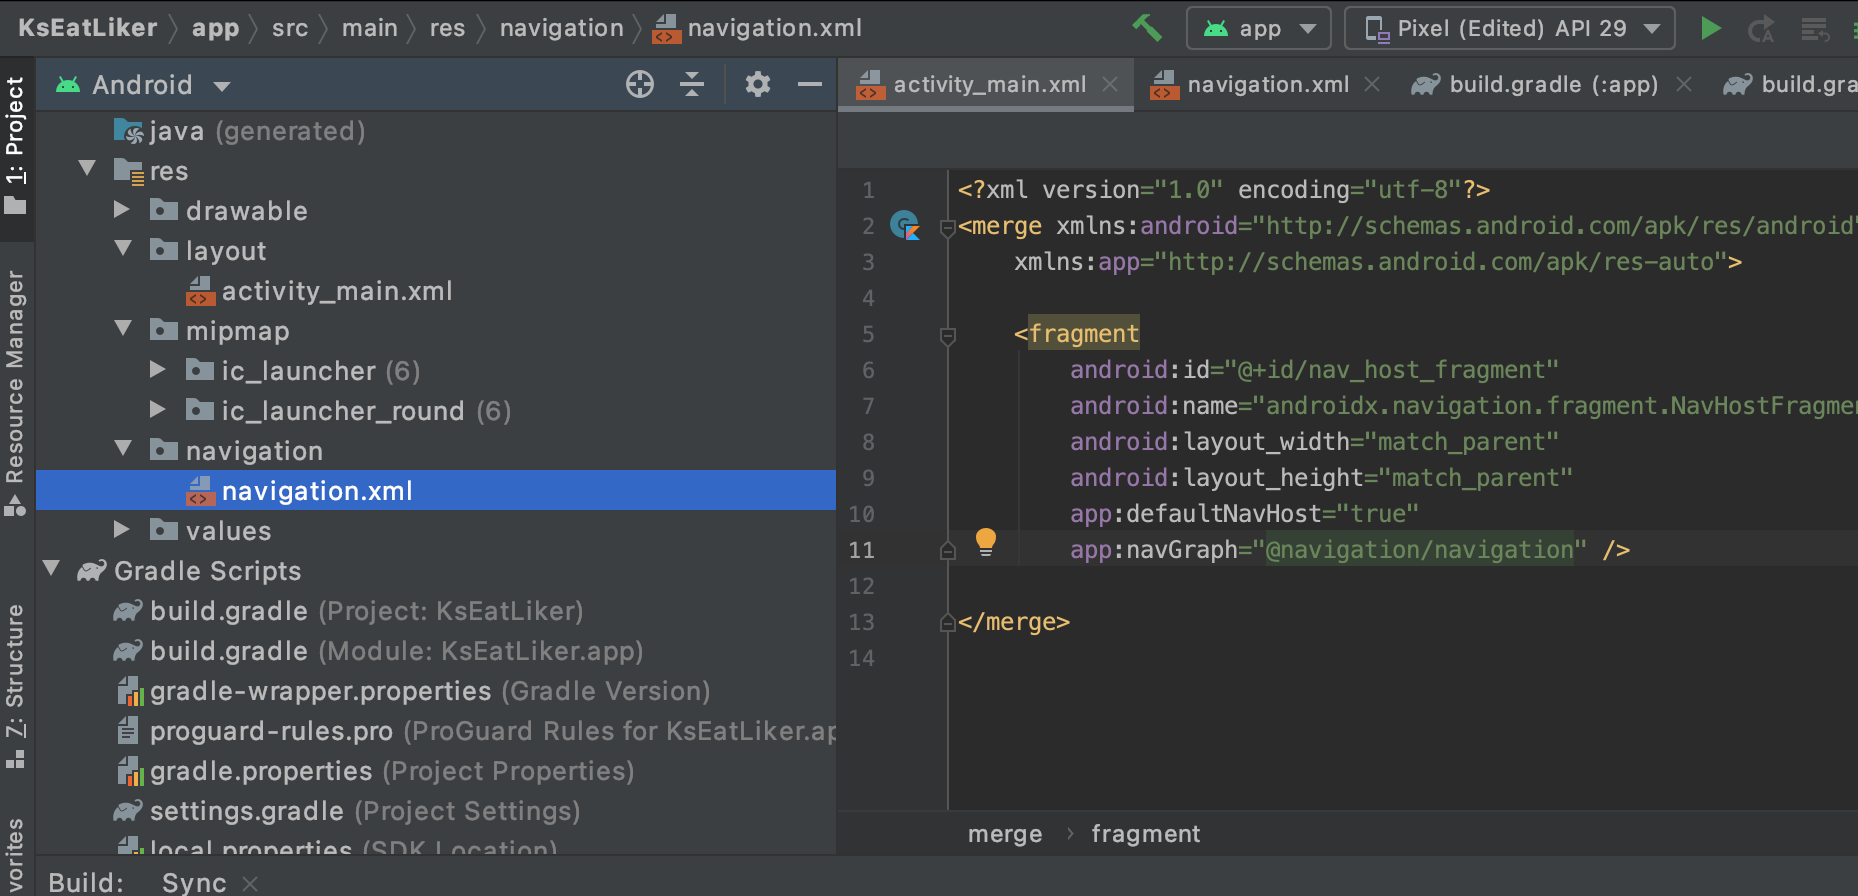 KsEatLiker app src main res navigation navigation.xml
app Pixel (Edited) API 29
1: Project
Resource Manager
Z: Structure
vorites
Android
java (generated)
res
drawable
layout
activity_main.xml
mipmap
ic_launcher (6)
ic_launcher_round (6)
navigation
navigation.xml
values
Gradle Scripts
build.gradle (Project: KsEatLiker)
build.gradle (Module: KsEatLiker.app)
gradle-wrapper.properties (Gradle Version)
proguard-rules.pro (ProGuard Rules for KsEatLiker.ap
gradle.properties (Project Properties)
settings.gradle (Project Settings)
local.properties (SDK Location)
activity_main.xml navigation.xml build.gradle (:app) build.gra
1 <?xml version="1.0" encoding="utf-8"?>
2 <merge xmlns:android="http://schemas.android.com/apk/res/android"
3 xmlns:app="http://schemas.android.com/apk/res-auto">
4
5 <fragment
6 android:id="@+id/nav_host_fragment"
7 android:name="androidx.navigation.fragment.NavHostFragme
8 android:layout_width="match_parent"
9 android:layout_height="match_parent"
10 app:defaultNavHost="true"
11 app:navGraph="@navigation/navigation" />
12
13 </merge>
14
merge › fragment
Build: Sync